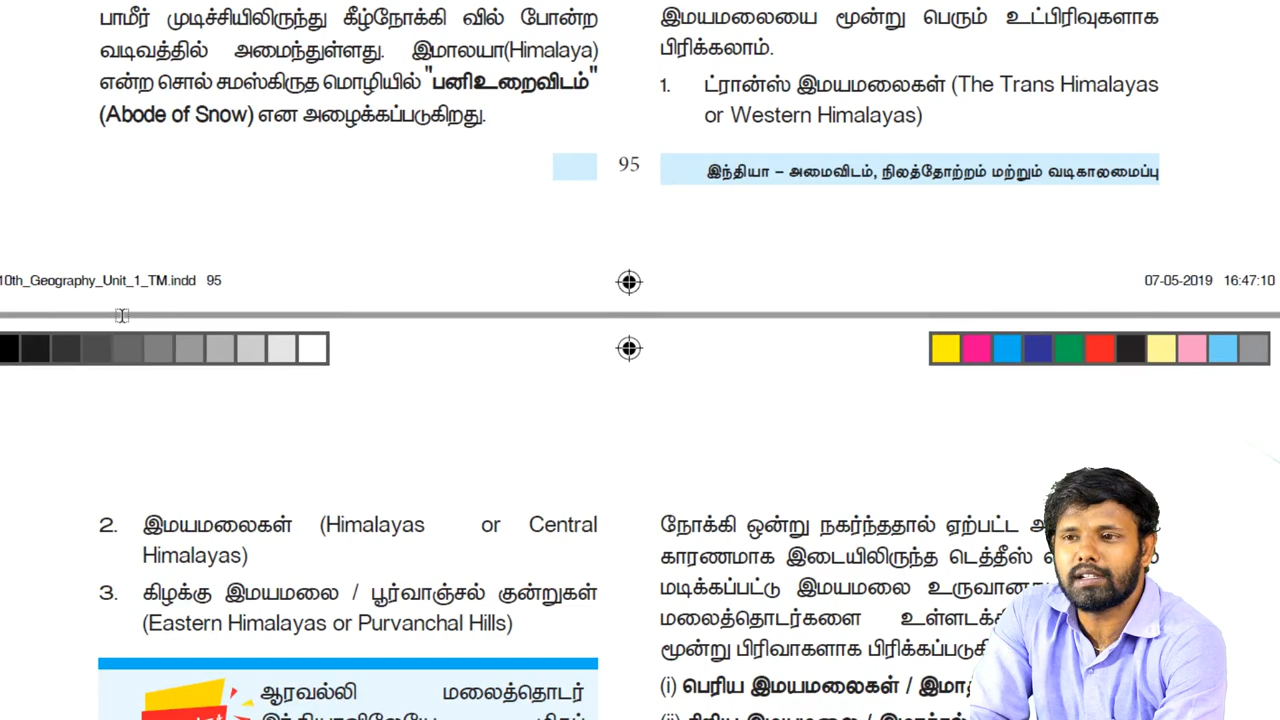 பாமீர் முடிச்சியிலிருந்து கீழ்நோக்கி வில் போன்ற
வடிவத்தில் அமைந்துள்ளது. இமாலயா(Himalaya)
என்ற சொல் சமஸ்கிருத மொழியில் "பனிஉறைவிடம்"
(Abode of Snow) என அழைக்கப்படுகிறது.
இமயமலையை மூன்று பெரும் உட்பிரிவுகளாக
பிரிக்கலாம்.
1. ட்ரான்ஸ் இமயமலைகள் (The Trans Himalayas
or Western Himalayas)
95
இந்தியா – அமைவிடம், நிலத்தோற்றம் மற்றும் வடிகாலமைப்பு
10th_Geography_Unit_1_TM.indd 95
07-05-2019 16:47:10
2. இமயமலைகள் (Himalayas or Central
Himalayas)
3. கிழக்கு இமயமலை / பூர்வாஞ்சல் குன்றுகள்
(Eastern Himalayas or Purvanchal Hills)
ஆரவல்லி மலைத்தொடர்
நோக்கி ஒன்று நகர்ந்ததால் ஏற்பட்ட
காரணமாக இடையிலிருந்த டெத்தீஸ்
மடிக்கப்பட்டு இமயமலை
மலைத்தொடர்களை
மூன்று பிரிவாகளாக
(i) பெரிய இமயமலைகள் /